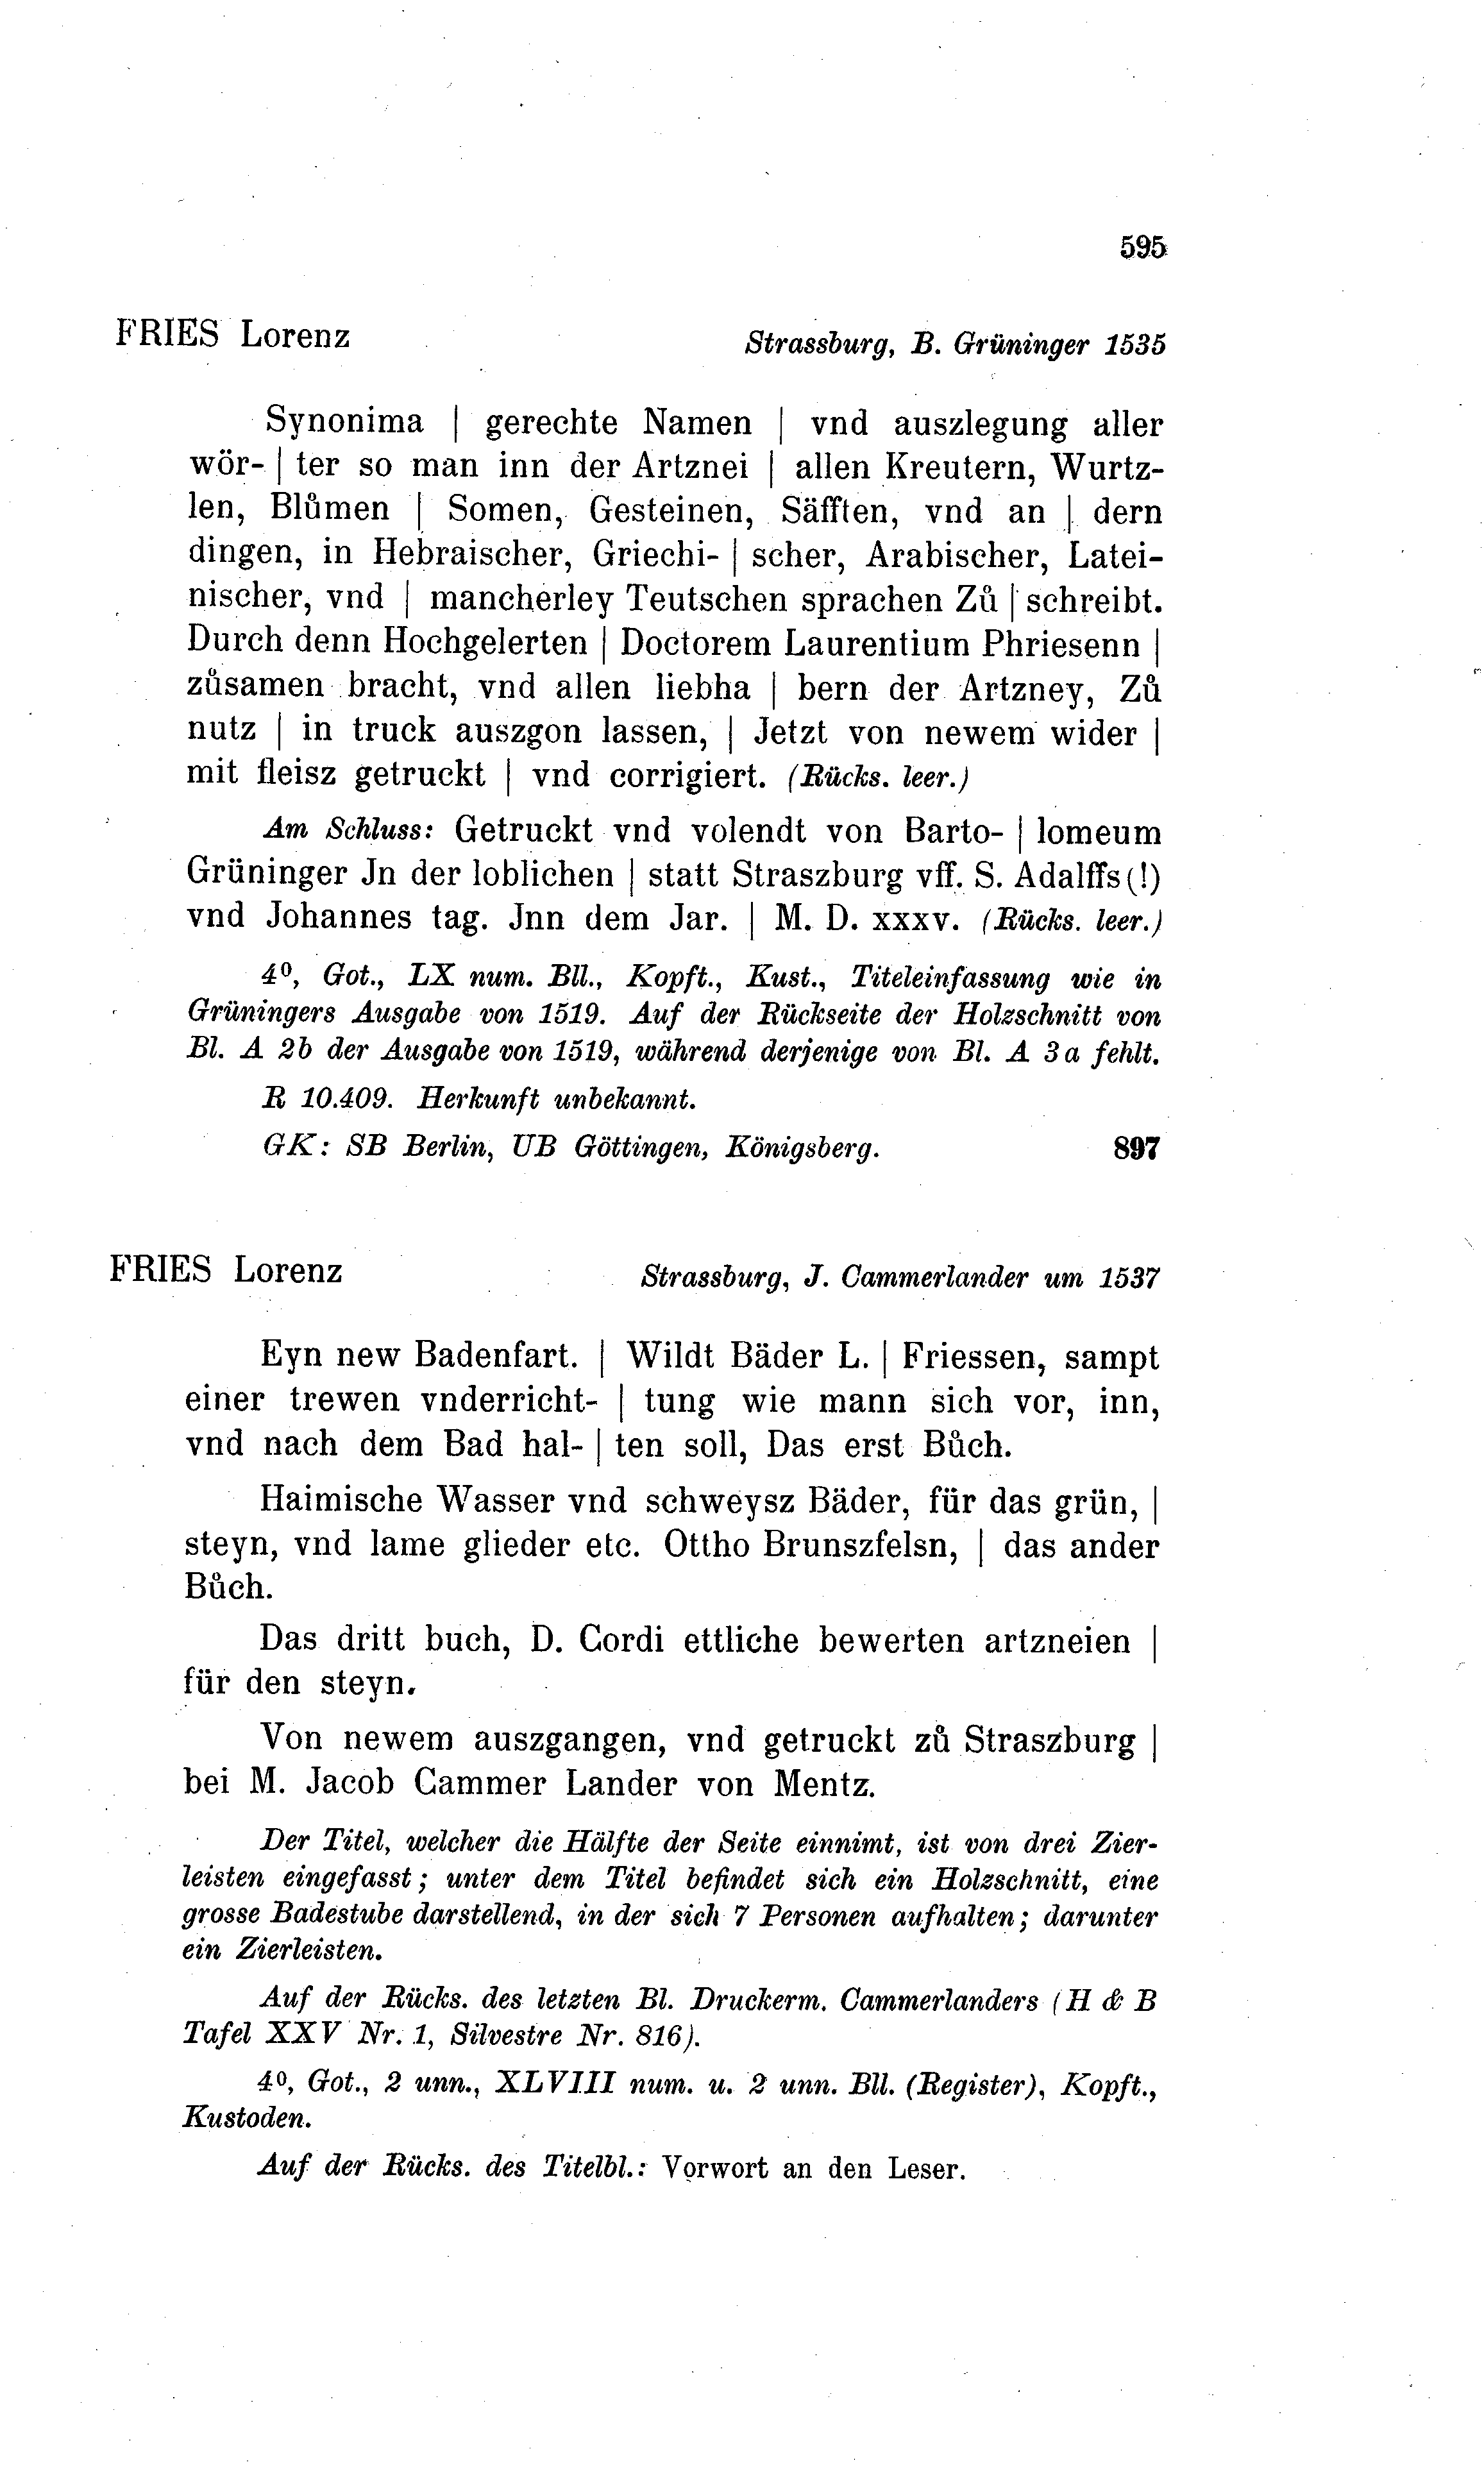 595
FRIES Lorenz Strassburg, B. Grüninger 1535
Synonima | gerechte Namen | vnd auszlegung aller
wör- | ter so man inn der Artznei | allen Kreutern, Wurtz-
len, Blůmen | Somen, Gesteinen, Säfften, vnd an | dern
dingen, in Hebraischer, Griechi- | scher, Arabischer, Latei-
nischer, vnd | mancherley Teutschen sprachen Zů | schreibt.
Durch denn Hochgelerten | Doctorem Laurentium Phriesenn |
zůsamen bracht, vnd allen liebha | bern der Artzney, Zů
nutz | in truck auszgon lassen, | Jetzt von newem wider |
mit fleisz getruckt | vnd corrigiert. (Rücks. leer.)
Am Schluss: Getruckt vnd volendt von Barto- | lomeum
Grüninger Jn der loblichen | statt Straszburg vff. S. Adalffs (!)
vnd Johannes tag. Jnn dem Jar. | M. D. xxxv. (Rücks. leer.)
4º, Got., LX num. Bll., Kopft., Kust., Titeleinfassung wie in
Grüningers Ausgabe von 1519. Auf der Rückseite der Holzschnitt von
Bl. A 2b der Ausgabe von 1519, während derjenige von Bl. A 3a fehlt.
R 10.409. Herkunft unbekannt.
GK: SB Berlin, UB Göttingen, Königsberg. 897
FRIES Lorenz Strassburg, J. Cammerlander um 1537
Eyn new Badenfart. | Wildt Bäder L. | Friessen, sampt
einer trewen vnderricht- | tung wie mann sich vor, inn,
vnd nach dem Bad hal- | ten soll, Das erst Bůch.
Haimische Wasser vnd schweysz Bäder, für das grün, |
steyn, vnd lame glieder etc. Ottho Brunszfelsn, | das ander
Bůch.
Das dritt buch, D. Cordi ettliche bewerten artzneien |
für den steyn.
Von newem auszgangen, vnd getruckt zů Straszburg |
bei M. Jacob Cammer Lander von Mentz.
Der Titel, welcher die Hälfte der Seite einnimt, ist von drei Zier-
leisten eingefasst; unter dem Titel befindet sich ein Holzschnitt, eine
grosse Badestube darstellend, in der sich 7 Personen aufhalten; darunter
ein Zierleisten.
Auf der Rücks. des letzten Bl. Druckerm. Cammerlanders (H & B
Tafel XXV Nr. 1, Silvestre Nr. 816).
4º, Got., 2 unn., XLVIII num. u. 2 unn. Bll. (Register), Kopft.,
Kustoden.
Auf der Rücks. des Titelbl.: Vorwort an den Leser.